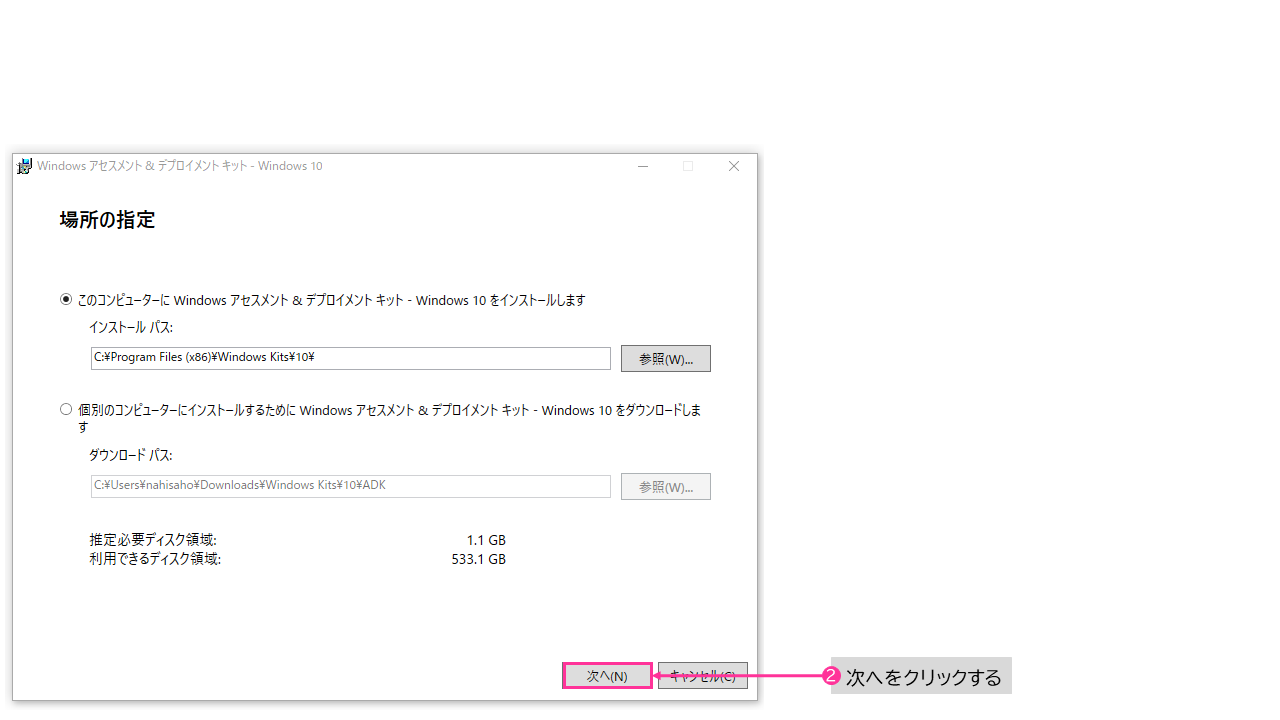 Windows アセスメント & デプロイメント キット - Windows 10
場所の指定
このコンピューターに Windows アセスメント & デプロイメント キット - Windows 10 をインストールします
インストール パス:
C:¥Program Files (x86)¥Windows Kits¥10¥
参照(W)...
個別のコンピューターにインストールするために Windows アセスメント & デプロイメント キット - Windows 10 をダウンロードしま
す
ダウンロード パス:
C:¥Users¥nahisaho¥Downloads¥Windows Kits¥10¥ADK
参照(W)...
推定必要ディスク領域: 1.1 GB
利用できるディスク領域: 533.1 GB
次へ(N) キャンセル(C) 2 次へをクリックする